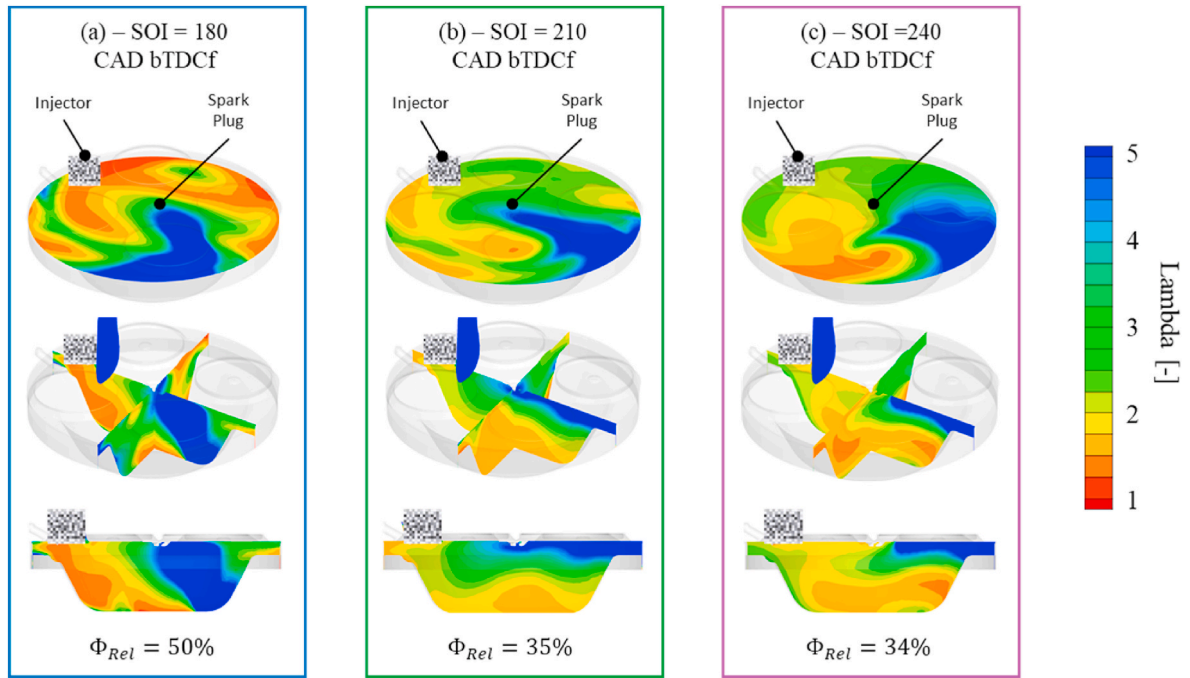 (a) – SOI = 180
CAD bTDCf
Injector
Spark
Plug
Φ_Rel = 50%
(b) – SOI = 210
CAD bTDCf
Injector
Spark
Plug
Φ_Rel = 35%
(c) – SOI =240
CAD bTDCf
Injector
Spark
Plug
Φ_Rel = 34%
5
4
3
2
1
Lambda [-]